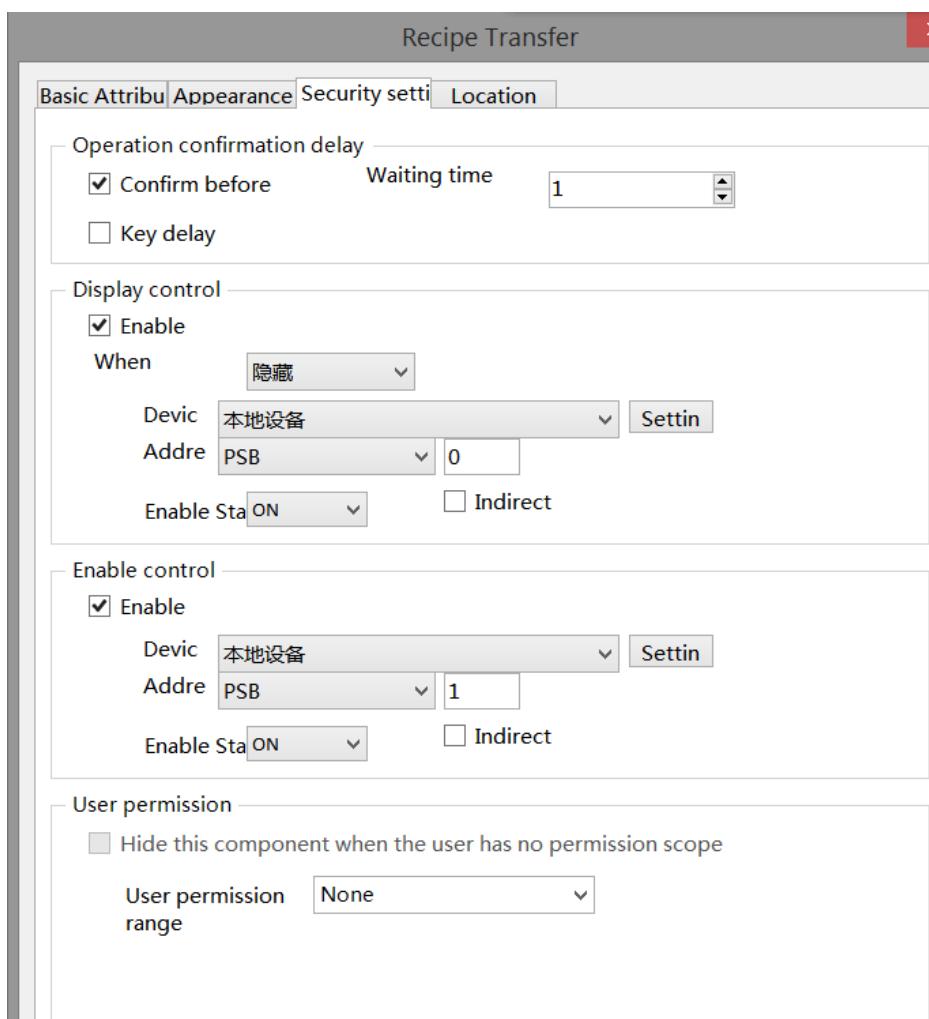 Recipe Transfer
Basic Attribu Appearance Security setti Location
Operation confirmation delay
Confirm before Waiting time 1
Key delay
Display control
Enable
When 隐藏
Devic 本地设备 Settin
Addre PSB 0
Enable Sta ON Indirect
Enable control
Enable
Devic 本地设备 Settin
Addre PSB 1
Enable Sta ON Indirect
User permission
Hide this component when the user has no permission scope
User permission None
range